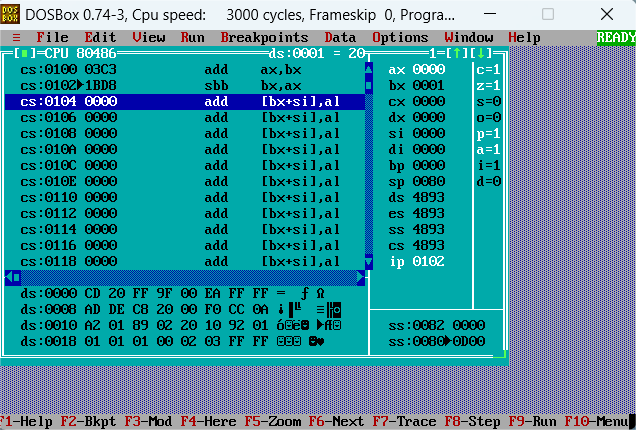 DOSBox 0.74-3, Cpu speed: 3000 cycles, Frameskip 0, Progra...
≡ File Edit View Run Breakpoints Data Options Window Help READY
[■]=CPU 80486 ds:0001 = 20 1=[↑][↓]
cs:0100 03C3 add ax,bx ax 0000 c=1
cs:0102►1BD8 sbb bx,ax bx 0001 z=1
cs:0104 0000 add [bx+si],al cx 0000 s=0
cs:0106 0000 add [bx+si],al dx 0000 o=0
cs:0108 0000 add [bx+si],al si 0000 p=1
cs:010A 0000 add [bx+si],al di 0000 a=1
cs:010C 0000 add [bx+si],al bp 0000 i=1
cs:010E 0000 add [bx+si],al sp 0080 d=0
cs:0110 0000 add [bx+si],al ds 4893
cs:0112 0000 add [bx+si],al es 4893
cs:0114 0000 add [bx+si],al ss 4893
cs:0116 0000 add [bx+si],al cs 4893
cs:0118 0000 add [bx+si],al ip 0102
ds:0000 CD 20 FF 9F 00 EA FF FF = ƒ Ω
ds:0008 AD DE C8 20 00 F0 CC 0A ¡▐╚ ≡╠◙
ds:0010 A2 01 89 02 20 10 92 01 ó☺ë☻ ►Æ☺ ss:0082 0000
ds:0018 01 01 01 00 02 03 FF FF ☺☺☺ ☻♥ ss:0080►0D00
F1-Help F2-Bkpt F3-Mod F4-Here F5-Zoom F6-Next F7-Trace F8-Step F9-Run F10-Menu